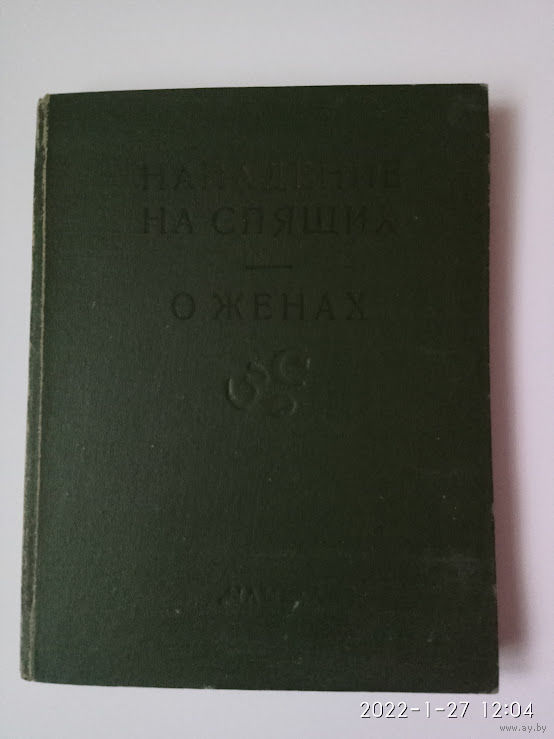 НАПАДЕНИЕ
НА СПЯЩИХ
О ЖЕНАХ
2022-1-27 12:04
www.ay.by